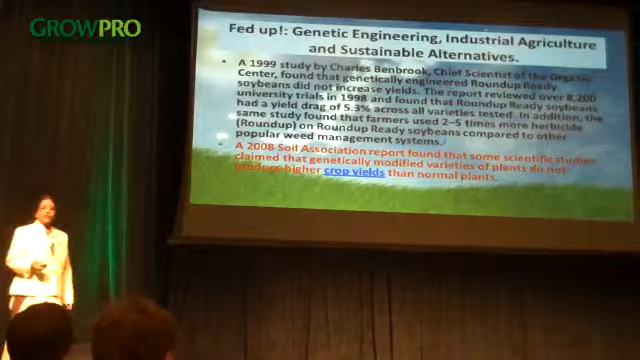 GROWPRO
Fed up!: Genetic Engineering, Industrial Agriculture
and Sustainable Alternatives.
• A 1999 study by Charles Benbrook, Chief Scientist of the Organic
Center, found that genetically engineered Roundup Ready
soybeans did not increase yields. The report reviewed over 8,200
university trials in 1998 and found that Roundup Ready soybeans
had a yield drag of 5.3% across all varieties tested. In addition, the
same study found that farmers used 2–5 times more herbicide
(Roundup) on Roundup Ready soybeans compared to other
popular weed management systems.
• A 2008 Soil Association report found that some scientific studies
claimed that genetically modified varieties of plants do not
produce higher crop yields than normal plants.